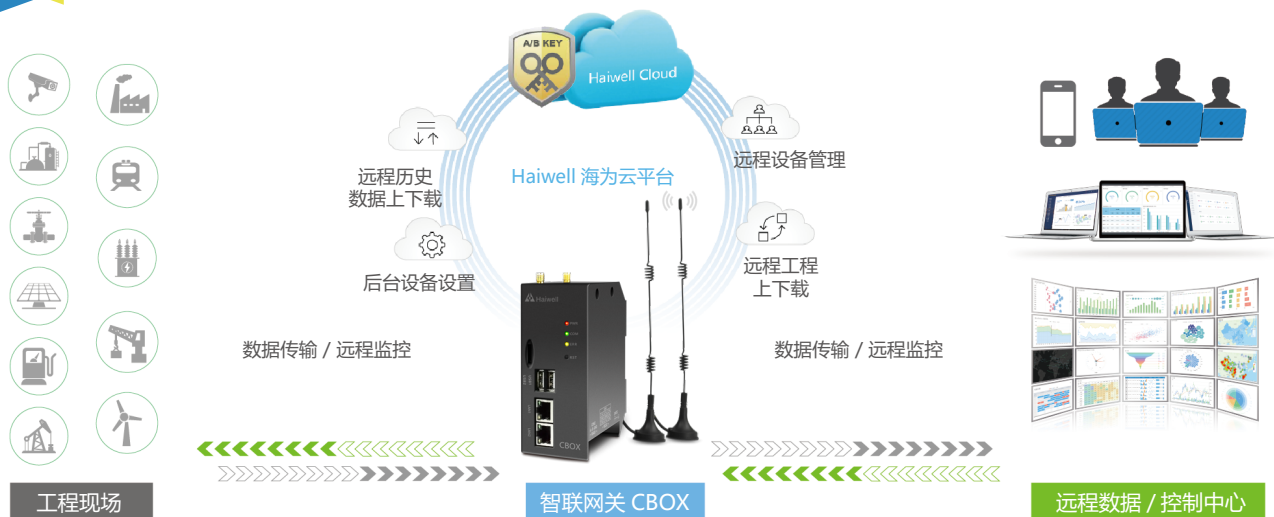 A/B KEY
Haiwell Cloud
远程历史
数据上下载
远程设备管理
Haiwell 海为云平台
后台设备设置
远程工程
上下载
Haiwell
数据传输 / 远程监控
数据传输 / 远程监控
CBOX
工程现场
智联网关 CBOX
远程数据 / 控制中心